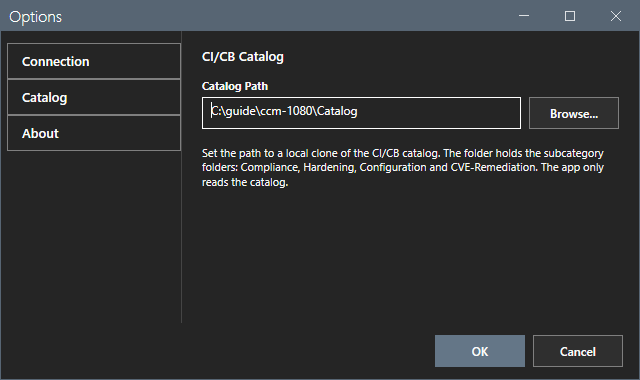 Options
Connection
Catalog
About
CI/CB Catalog
Catalog Path
C:\guide\ccm-1080\Catalog
Browse...
Set the path to a local clone of the CI/CB catalog. The folder holds the subcategory
folders: Compliance, Hardening, Configuration and CVE-Remediation. The app only
reads the catalog.
OK
Cancel